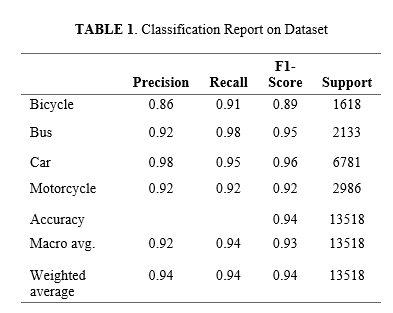 TABLE 1. Classification Report on Dataset
Precision Recall F1-Score Support
Bicycle 0.86 0.91 0.89 1618
Bus 0.92 0.98 0.95 2133
Car 0.98 0.95 0.96 6781
Motorcycle 0.92 0.92 0.92 2986
Accuracy 0.94 13518
Macro avg. 0.92 0.94 0.93 13518
Weighted average 0.94 0.94 0.94 13518